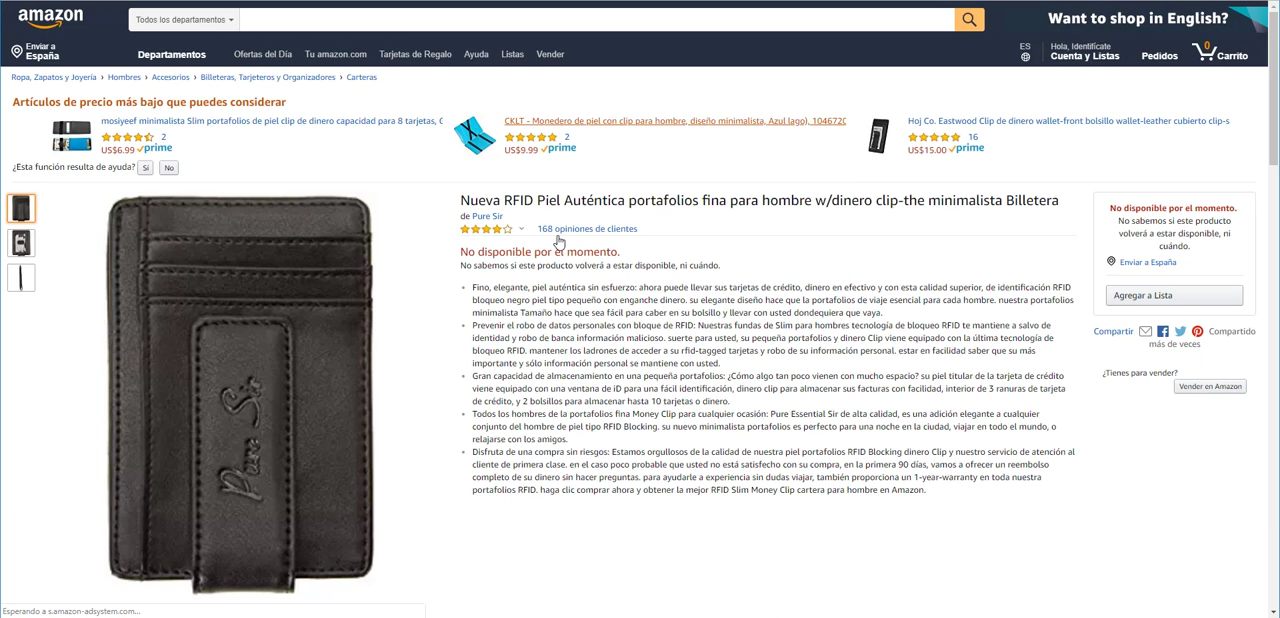 amazon
Todos los departamentos
Want to shop in English?
Enviar a
España
Departamentos
Ofertas del Día
Tu amazon.com
Tarjetas de Regalo
Ayuda
Listas
Vender
ES
Hola, Identifícate
Cuenta y Listas
Pedidos
0
Carrito
Ropa, Zapatos y Joyería › Hombres › Accesorios › Billeteras, Tarjeteros y Organizadores › Carteras
Artículos de precio más bajo que puedes considerar
mosiyeef minimalista Slim portafolios de piel clip de dinero capacidad para 8 tarjetas, C
2
US$6.99 prime
CKLT - Monedero de piel con clip para hombre, diseño minimalista, Azul lago), 104672C
2
US$9.99 prime
Hoj Co. Eastwood Clip de dinero wallet-front bolsillo wallet-leather cubierto clip-s
16
US$15.00 prime
¿Esta función resulta de ayuda? Sí No
Nueva RFID Piel Auténtica portafolios fina para hombre w/dinero clip-the minimalista Billetera
de Pure Sir
168 opiniones de clientes
No disponible por el momento.
No sabemos si este producto volverá a estar disponible, ni cuándo.
Fino, elegante, piel auténtica sin esfuerzo: ahora puede llevar sus tarjetas de crédito, dinero en efectivo y con esta calidad superior, de identificación RFID
bloqueo negro piel tipo pequeño con enganche dinero. su elegante diseño hace que la portafolios de viaje esencial para cada hombre. nuestra portafolios
minimalista Tamaño hace que sea fácil para caber en su bolsillo y llevar con usted dondequiera que vaya.
Prevenir el robo de datos personales con bloque de RFID: Nuestras fundas de Slim para hombres tecnología de bloqueo RFID te mantiene a salvo de
identidad y robo de banca información malicioso. suerte para usted, su pequeña portafolios y dinero Clip viene equipado con la última tecnología de
bloqueo RFID. mantener los ladrones de acceder a su rfid-tagged tarjetas y robo de su información personal. estar en facilidad saber que su más
importante y sólo información personal se mantiene con usted.
Gran capacidad de almacenamiento en una pequeña portafolios: ¿Cómo algo tan poco vienen con mucho espacio? su piel titular de la tarjeta de crédito
viene equipado con una ventana de iD para una fácil identificación, dinero clip para almacenar sus facturas con facilidad, interior de 3 ranuras de tarjeta
de crédito, y 2 bolsillos para almacenar hasta 10 tarjetas o dinero.
Todos los hombres de la portafolios fina Money Clip para cualquier ocasión: Pure Essential Sir de alta calidad, es una adición elegante a cualquier
conjunto del hombre de piel tipo RFID Blocking. su nuevo minimalista portafolios es perfecto para una noche en la ciudad, viajar en todo el mundo, o
relajarse con los amigos.
Disfruta de una compra sin riesgos: Estamos orgullosos de la calidad de nuestra piel portafolios RFID Blocking dinero Clip y nuestro servicio de atención al
cliente de primera clase. en el caso poco probable que usted no está satisfecho con su compra, en la primera 90 días, vamos a ofrecer un reembolso
completo de su dinero sin hacer preguntas. para ayudarle a experiencia sin dudas viajar, también proporciona un 1-year-warranty en toda nuestra
portafolios RFID. haga clic comprar ahora y obtener la mejor RFID Slim Money Clip cartera para hombre en Amazon.
No disponible por el momento.
No sabemos si este producto
volverá a estar disponible, ni
cuándo.
Enviar a España
Agregar a Lista
Compartir
Compartido
más de veces
¿Tienes para vender?
Vender en Amazon
Pure Sir
Esperando a s.amazon-adsystem.com...